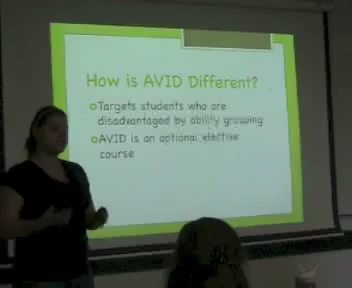 How is AVID Different?
Targets students who are
disadvantaged by ability grouping
AVID is an optional elective
course